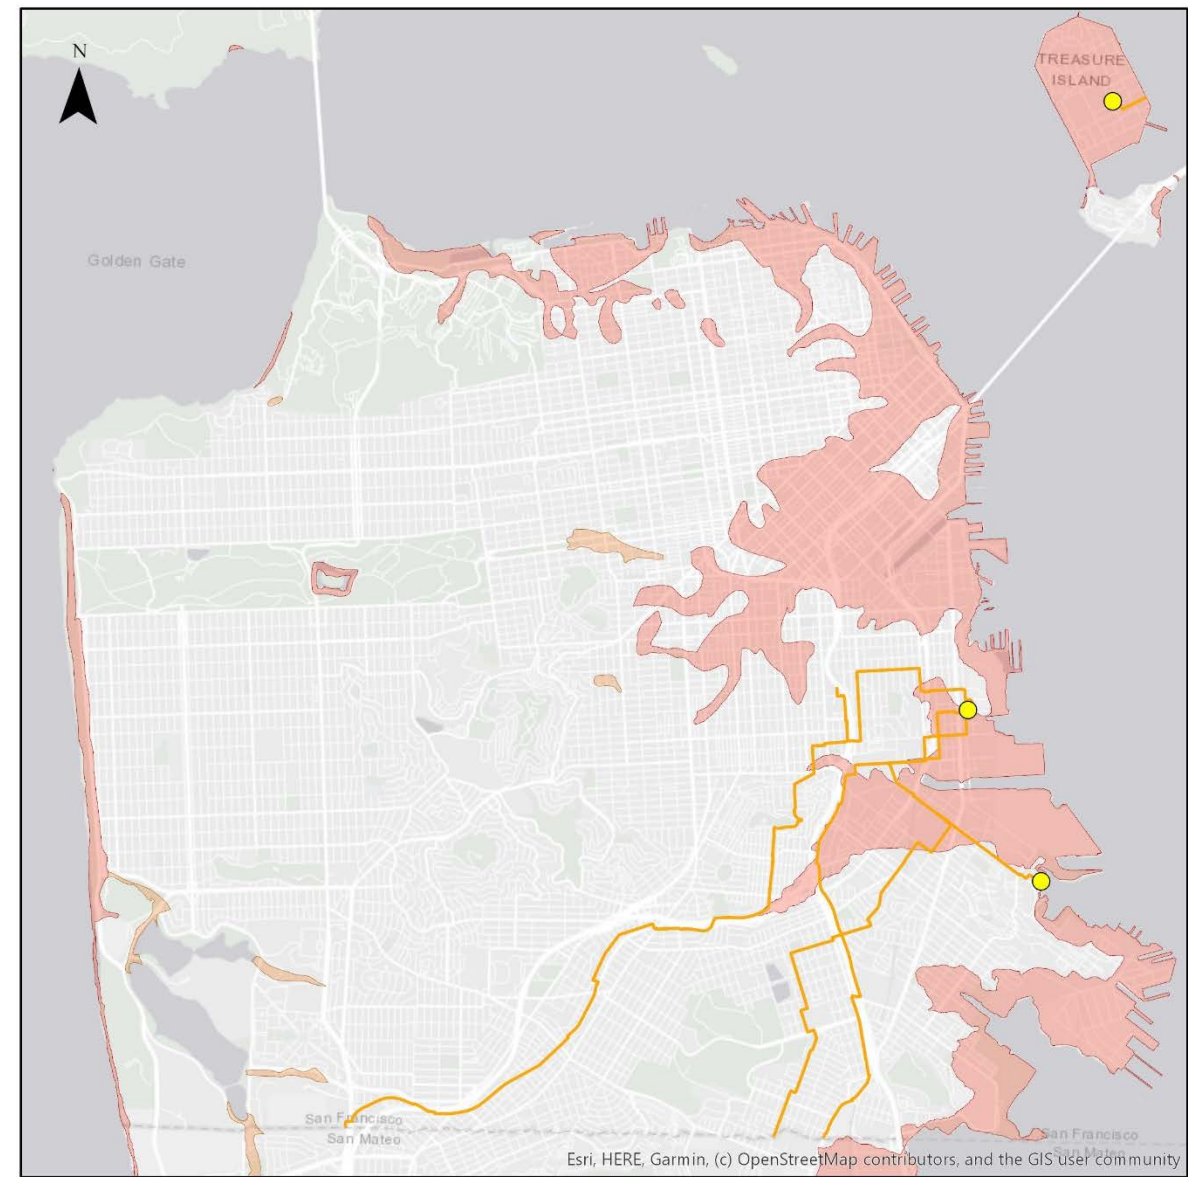 N
TREASURE
ISLAND
Golden Gate
San Francisco
San Mateo
San Francisco
San Mateo
Esri, HERE, Garmin, (c) OpenStreetMap contributors, and the GIS user community